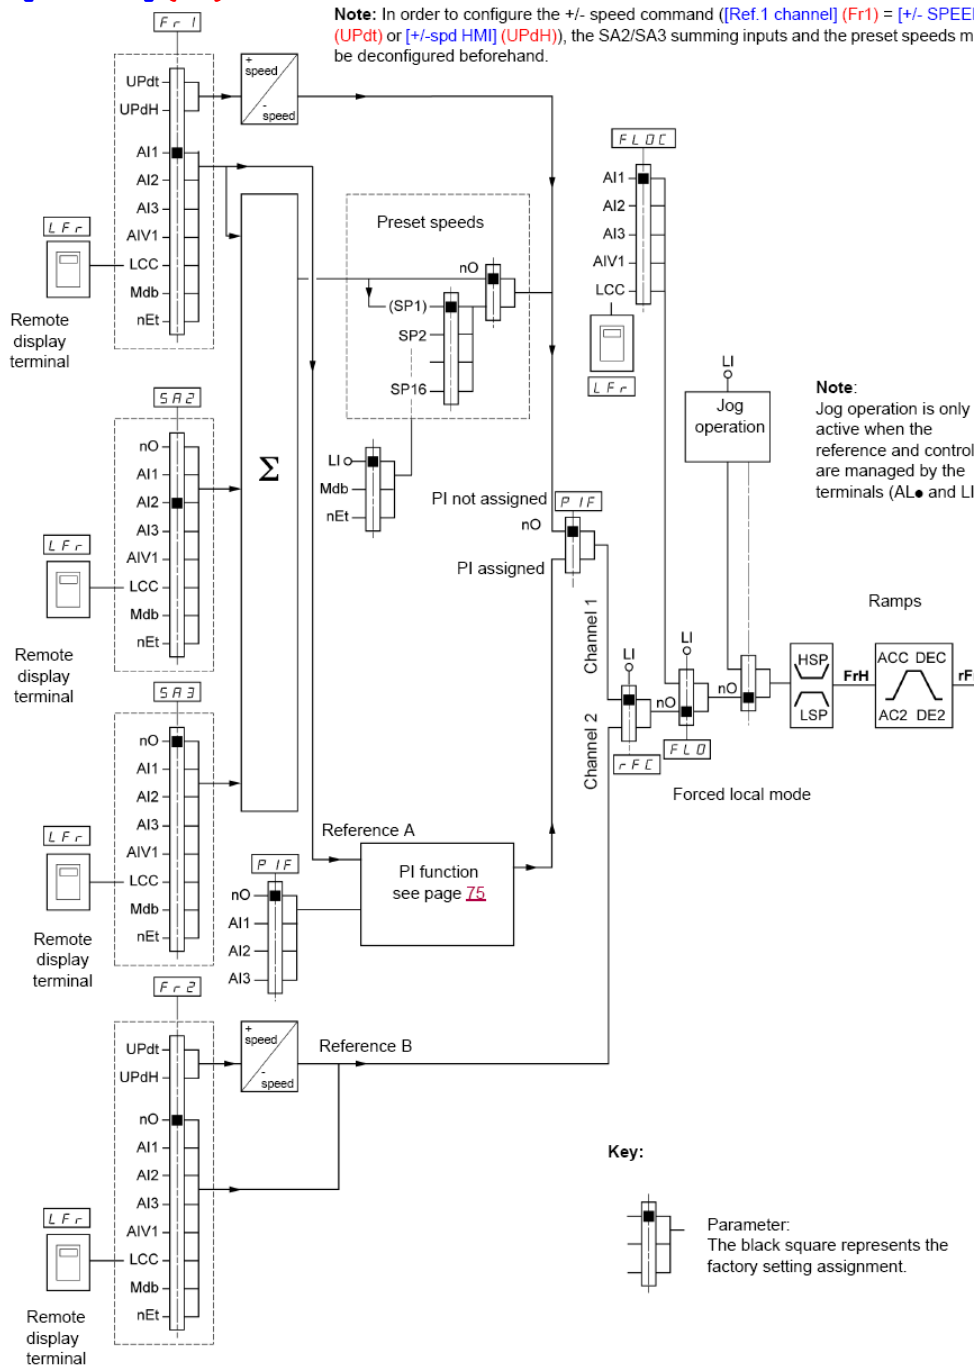 Fr1
Note: In order to configure the +/- speed command ([Ref.1 channel] (Fr1) = [+/- SPEED
(UPdt) or [+/-spd HMI] (UPdH)), the SA2/SA3 summing inputs and the preset speeds m
be deconfigured beforehand.
+
speed
-
speed
UPdt
UPdH
AI1
AI2
AI3
AIV1
LCC
Mdb
nEt
LFr
Remote
display
terminal
Preset speeds
nO
(SP1)
SP2
SP16
LI
Mdb
nEt
FLOC
AI1
AI2
AI3
AIV1
LCC
LFr
LI
Jog
operation
Note:
Jog operation is only
active when the
reference and control
are managed by the
terminals (AL● and LI
SA2
nO
AI1
AI2
AI3
AIV1
LCC
Mdb
nEt
LFr
Remote
display
terminal
Σ
PI not assigned
nO
PIF
PI assigned
Channel 1
Channel 2
LI
rFC
LI
nO
FLO
nO
Forced local mode
HSP
LSP
FrH
Ramps
ACC DEC
AC2 DE2
rF
SA3
nO
AI1
AI2
AI3
AIV1
LCC
Mdb
nEt
LFr
Remote
display
terminal
Reference A
PIF
nO
AI1
AI2
AI3
PI function
see page 75
Fr2
UPdt
UPdH
nO
AI1
AI2
AI3
AIV1
LCC
Mdb
nEt
LFr
Remote
display
terminal
+
speed
-
speed
Reference B
Key:
Parameter:
The black square represents the
factory setting assignment.